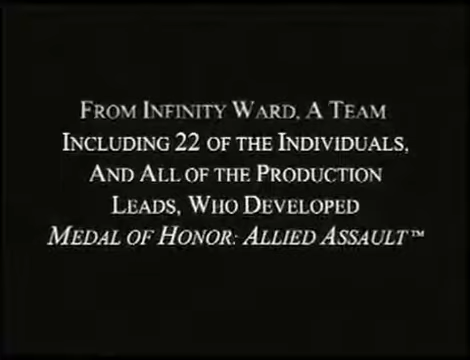 From Infinity Ward, A Team
Including 22 of the Individuals,
And All of the Production
Leads, Who Developed
Medal of Honor: Allied Assault™